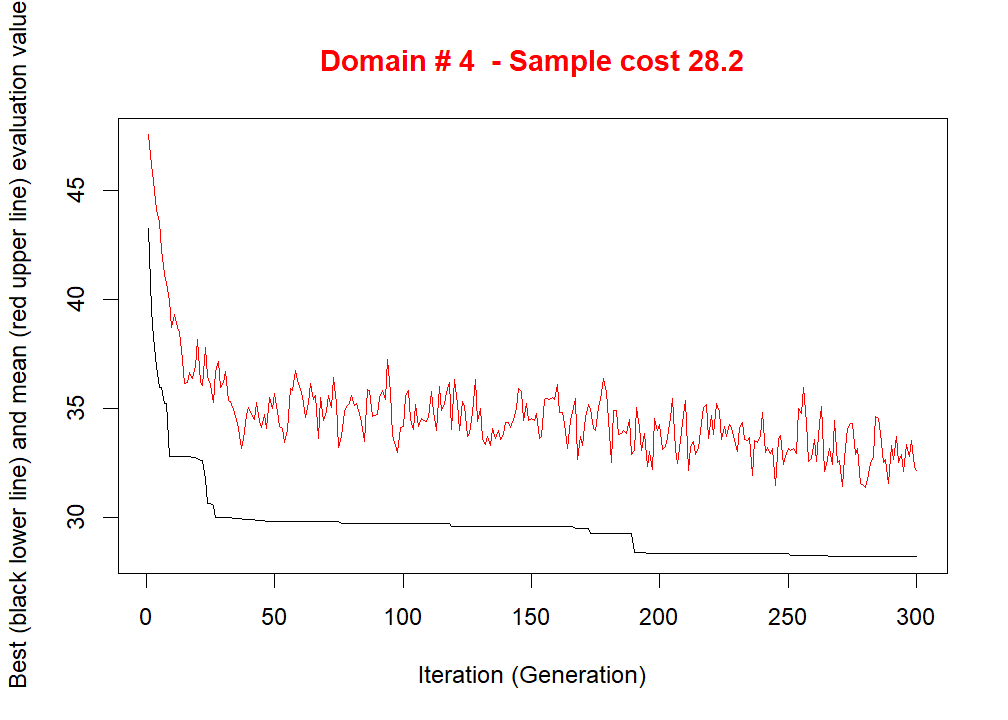 Domain # 4  - Sample cost 28.2
Best (black lower line) and mean (red upper line) evaluation value
45
40
35
30
0 50 100 150 200 250 300
Iteration (Generation)